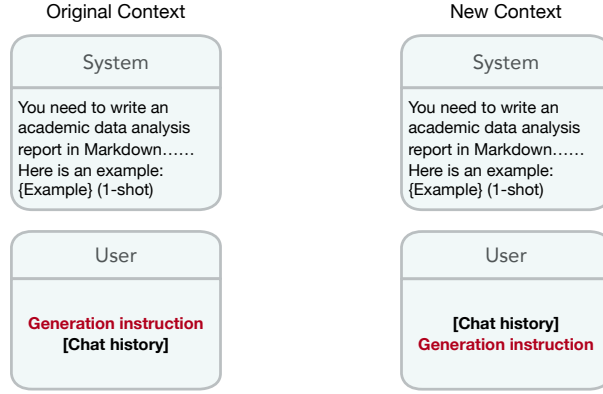 Original Context
System
You need to write an
academic data analysis
report in Markdown......
Here is an example:
{Example} (1-shot)
User
Generation instruction
[Chat history]
New Context
System
You need to write an
academic data analysis
report in Markdown......
Here is an example:
{Example} (1-shot)
User
[Chat history]
Generation instruction